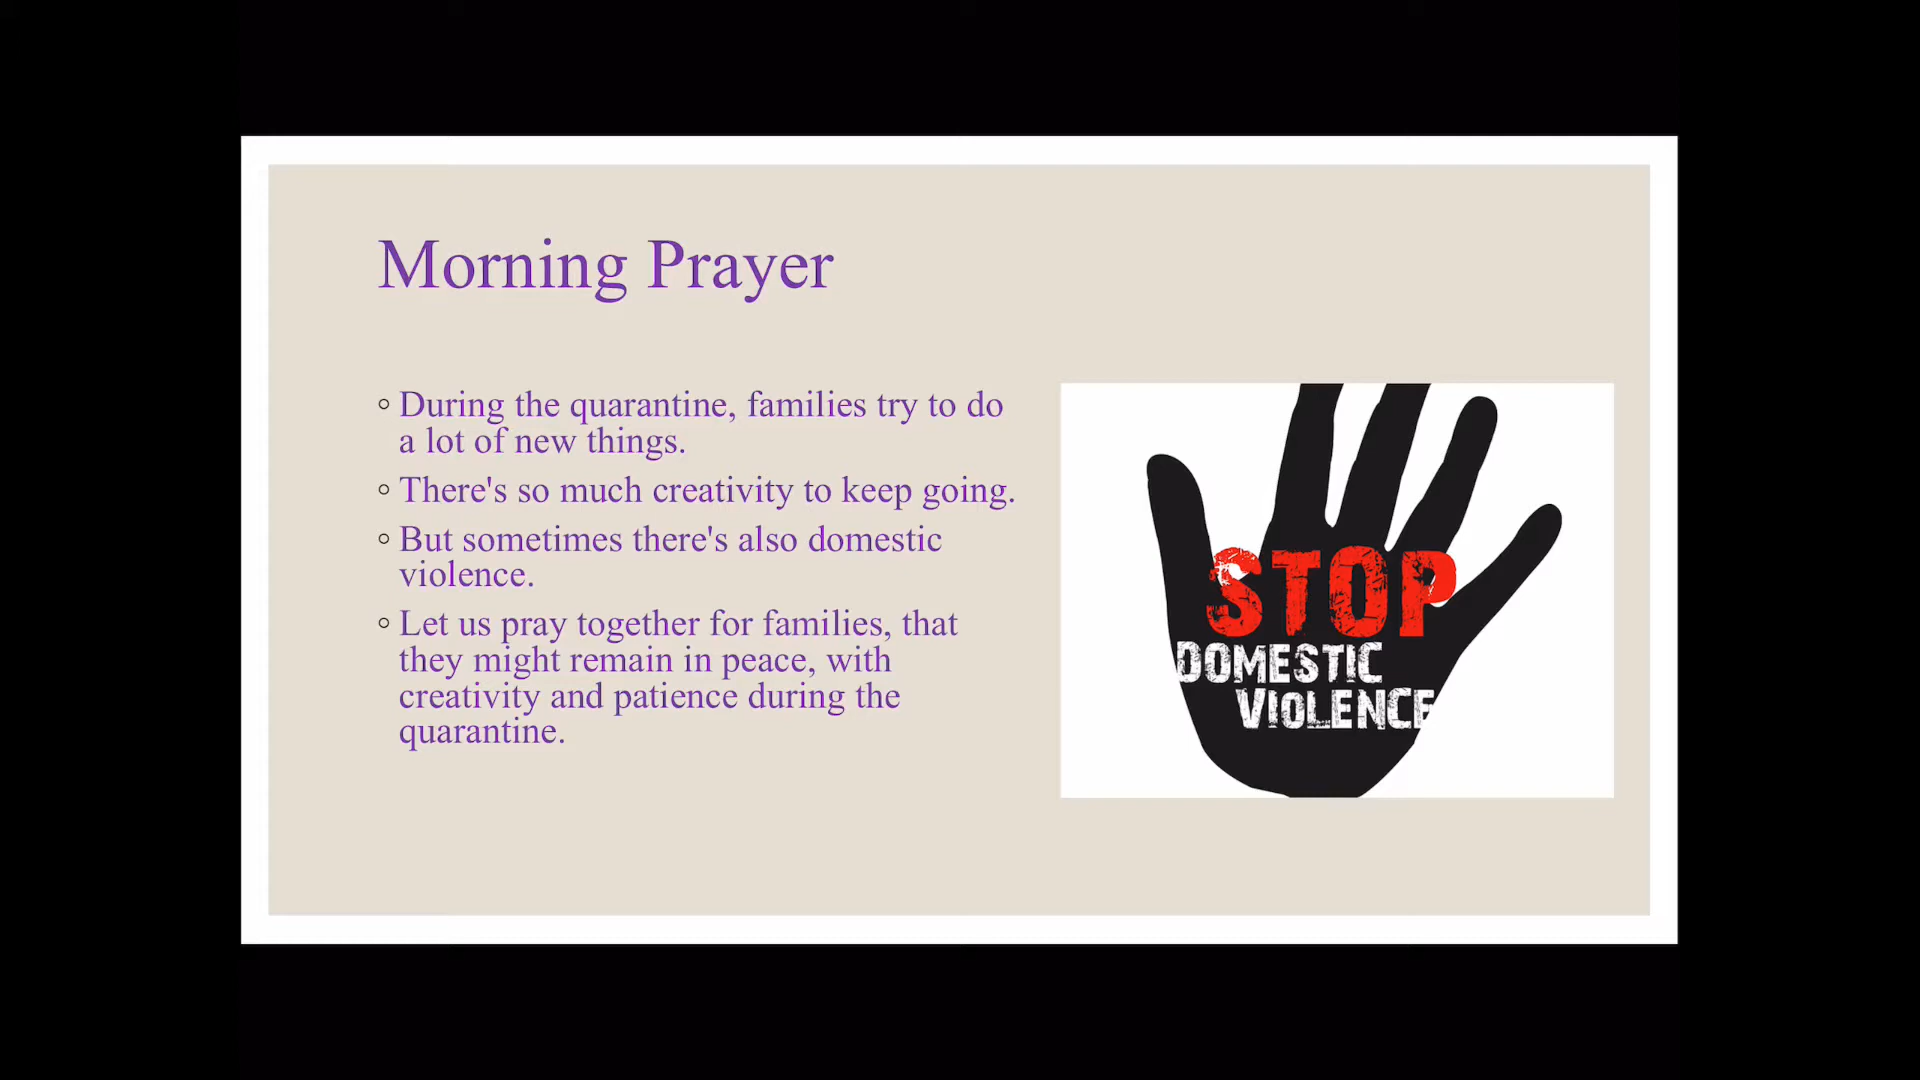 Morning Prayer
◦ During the quarantine, families try to do
a lot of new things.
◦ There's so much creativity to keep going.
◦ But sometimes there's also domestic
violence.
◦ Let us pray together for families, that
they might remain in peace, with
creativity and patience during the
quarantine.
STOP
DOMESTIC
VIOLENCE